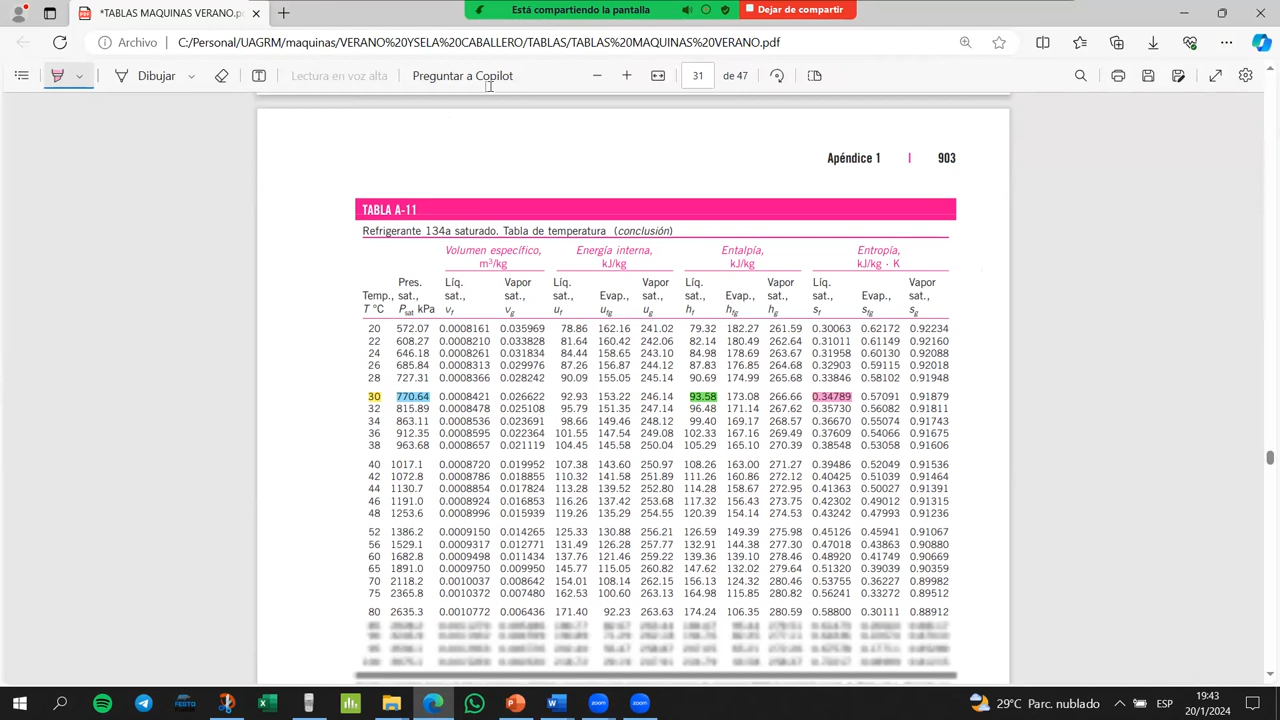 *TABLAS MAQUINAS VERANO.p
Está compartiendo la pantalla
Dejar de compartir
Archivo
C:/Personal/UAGRM/maquinas/VERANO%20YSELA%20CABALLERO/TABLAS/TABLAS%20MAQUINAS%20VERANO.pdf
Dibujar
Lectura en voz alta
Preguntar a Copilot
31
de 47
Apéndice 1 | 903
TABLA A-11
Refrigerante 134a saturado. Tabla de temperatura (conclusión)
Volumen específico, Energía interna, Entalpía, Entropía,
m³/kg kJ/kg kJ/kg kJ/kg · K
Pres. Líq. Vapor Líq. Vapor Líq. Vapor Líq. Vapor
Temp., sat., sat., sat., sat., Evap., sat., sat., Evap., sat., sat., Evap., sat.,
T °C Psat kPa vf vg uf ufg ug hf hfg hg sf sfg sg
20 572.07 0.0008161 0.035969 78.86 162.16 241.02 79.32 182.27 261.59 0.30063 0.62172 0.92234
22 608.27 0.0008210 0.033828 81.64 160.42 242.06 82.14 180.49 262.64 0.31011 0.61149 0.92160
24 646.18 0.0008261 0.031834 84.44 158.65 243.10 84.98 178.69 263.67 0.31958 0.60130 0.92088
26 685.84 0.0008313 0.029976 87.26 156.87 244.12 87.83 176.85 264.68 0.32903 0.59115 0.92018
28 727.31 0.0008366 0.028242 90.09 155.05 245.14 90.69 174.99 265.68 0.33846 0.58102 0.91948
30 770.64 0.0008421 0.026622 92.93 153.22 246.14 93.58 173.08 266.66 0.34789 0.57091 0.91879
32 815.89 0.0008478 0.025108 95.79 151.35 247.14 96.48 171.14 267.62 0.35730 0.56082 0.91811
34 863.11 0.0008536 0.023691 98.66 149.46 248.12 99.40 169.17 268.57 0.36670 0.55074 0.91743
36 912.35 0.0008595 0.022364 101.55 147.54 249.08 102.33 167.16 269.49 0.37609 0.54066 0.91675
38 963.68 0.0008657 0.021119 104.45 145.58 250.04 105.29 165.10 270.39 0.38548 0.53058 0.91606
40 1017.1 0.0008720 0.019952 107.38 143.60 250.97 108.26 163.00 271.27 0.39486 0.52049 0.91536
42 1072.8 0.0008786 0.018855 110.32 141.58 251.89 111.26 160.86 272.12 0.40425 0.51039 0.91464
44 1130.7 0.0008854 0.017824 113.28 139.52 252.80 114.28 158.67 272.95 0.41363 0.50027 0.91391
46 1191.0 0.0008924 0.016853 116.26 137.42 253.68 117.32 156.43 273.75 0.42302 0.49012 0.91315
48 1253.6 0.0008996 0.015939 119.26 135.29 254.55 120.39 154.14 274.53 0.43242 0.47993 0.91236
52 1386.2 0.0009150 0.014265 125.33 130.88 256.21 126.59 149.39 275.98 0.45126 0.45941 0.91067
56 1529.1 0.0009317 0.012771 131.49 126.28 257.77 132.91 144.38 277.30 0.47018 0.43863 0.90880
60 1682.8 0.0009498 0.011434 137.76 121.46 259.22 139.36 139.10 278.46 0.48920 0.41749 0.90669
65 1891.0 0.0009750 0.009950 145.77 115.05 260.82 147.62 132.02 279.64 0.51320 0.39039 0.90359
70 2118.2 0.0010037 0.008642 154.01 108.14 262.15 156.13 124.32 280.46 0.53755 0.36227 0.89982
75 2365.8 0.0010372 0.007480 162.53 100.60 263.13 164.98 115.85 280.82 0.56241 0.33272 0.89512
80 2635.3 0.0010772 0.006436 171.40 92.23 263.63 174.24 106.35 280.59 0.58800 0.30111 0.88912
29°C Parc. nublado
ESP
19:43
20/1/2024